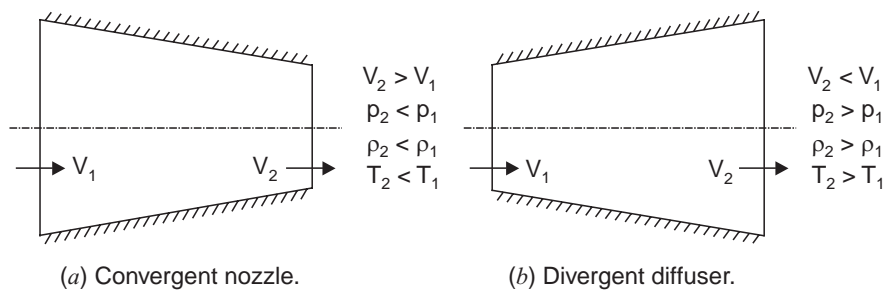 V₂ > V₁
p₂ < p₁
ρ₂ < ρ₁
T₂ < T₁
V₁
V₂
(a) Convergent nozzle.
V₂ < V₁
p₂ > p₁
ρ₂ > ρ₁
T₂ > T₁
V₁
V₂
(b) Divergent diffuser.